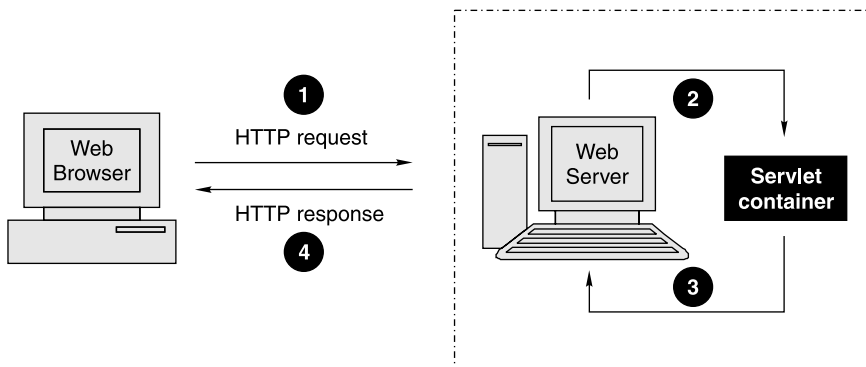 1
HTTP request
Web
Browser
HTTP response
4
2
Web
Server
Servlet
container
3